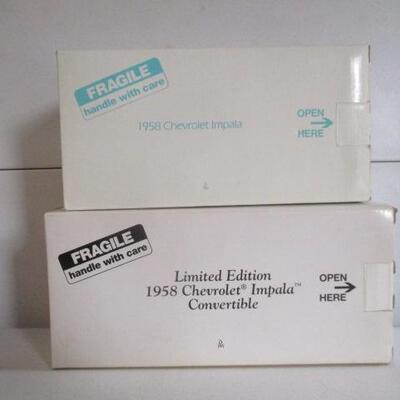 FRAGILE
handle with care
1958 Chevrolet Impala
OPEN
HERE
FRAGILE
handle with care
Limited Edition
1958 Chevrolet® Impala™
Convertible
OPEN
HERE